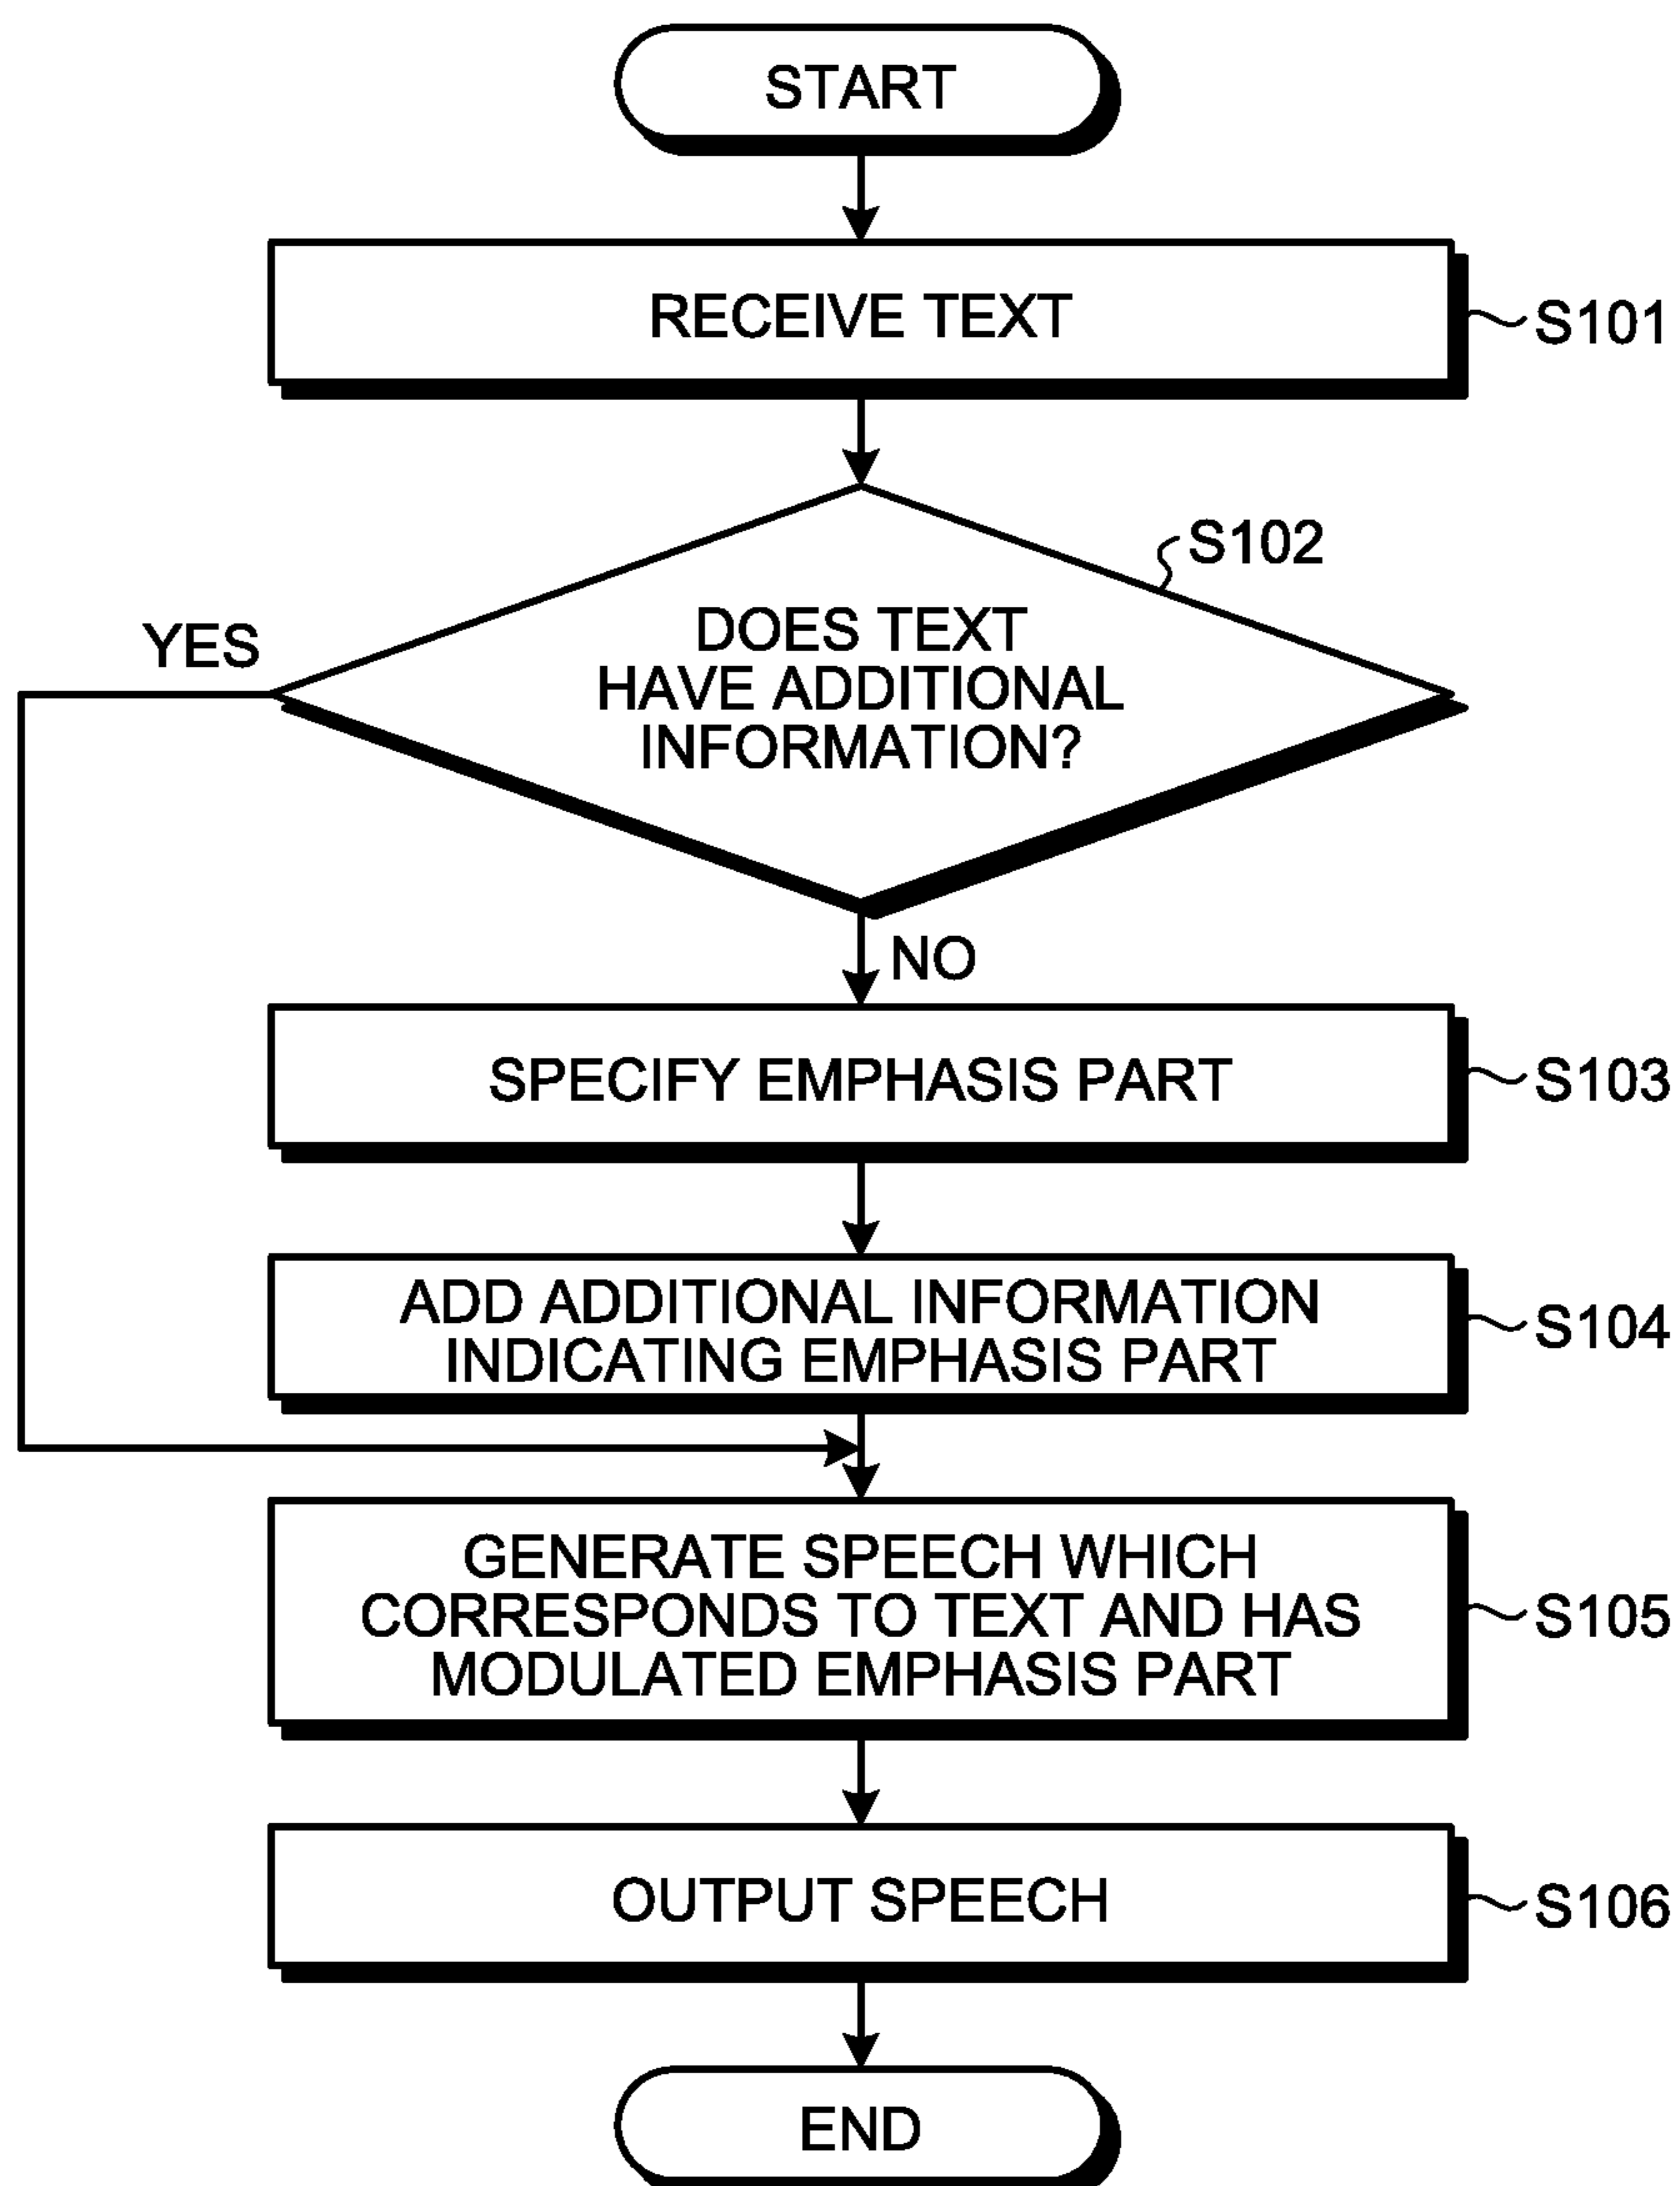 START
RECEIVE TEXT
S101
S102
DOES TEXT
HAVE ADDITIONAL
INFORMATION?
YES
NO
SPECIFY EMPHASIS PART
S103
ADD ADDITIONAL INFORMATION
INDICATING EMPHASIS PART
S104
GENERATE SPEECH WHICH
CORRESPONDS TO TEXT AND HAS
MODULATED EMPHASIS PART
S105
OUTPUT SPEECH
S106
END